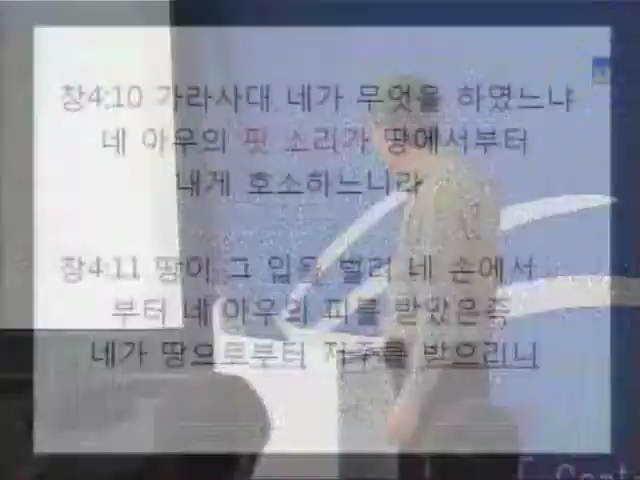 창4:10 가라사대 네가 무엇을 하였느냐
네 아우의 핏 소리가 땅에서부터
내게 호소하느니라
창4:11 땅이 그 입을 벌려 네 손에서
부터 네 아우의 피를 받았은즉
네가 땅으로부터 저주를 받으리니